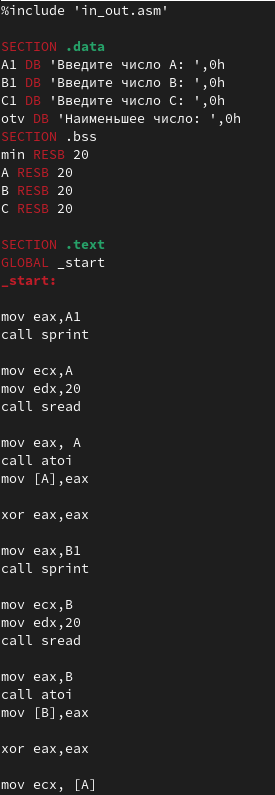 %include 'in_out.asm'
SECTION .data
A1 DB 'Введите число A: ',0h
B1 DB 'Введите число B: ',0h
C1 DB 'Введите число C: ',0h
otv DB 'Наименьшее число: ',0h
SECTION .bss
min RESB 20
A RESB 20
B RESB 20
C RESB 20
SECTION .text
GLOBAL _start
_start:
mov eax,A1
call sprint
mov ecx,A
mov edx,20
call sread
mov eax, A
call atoi
mov [A],eax
xor eax,eax
mov eax,B1
call sprint
mov ecx,B
mov edx,20
call sread
mov eax,B
call atoi
mov [B],eax
xor eax,eax
mov ecx, [A]